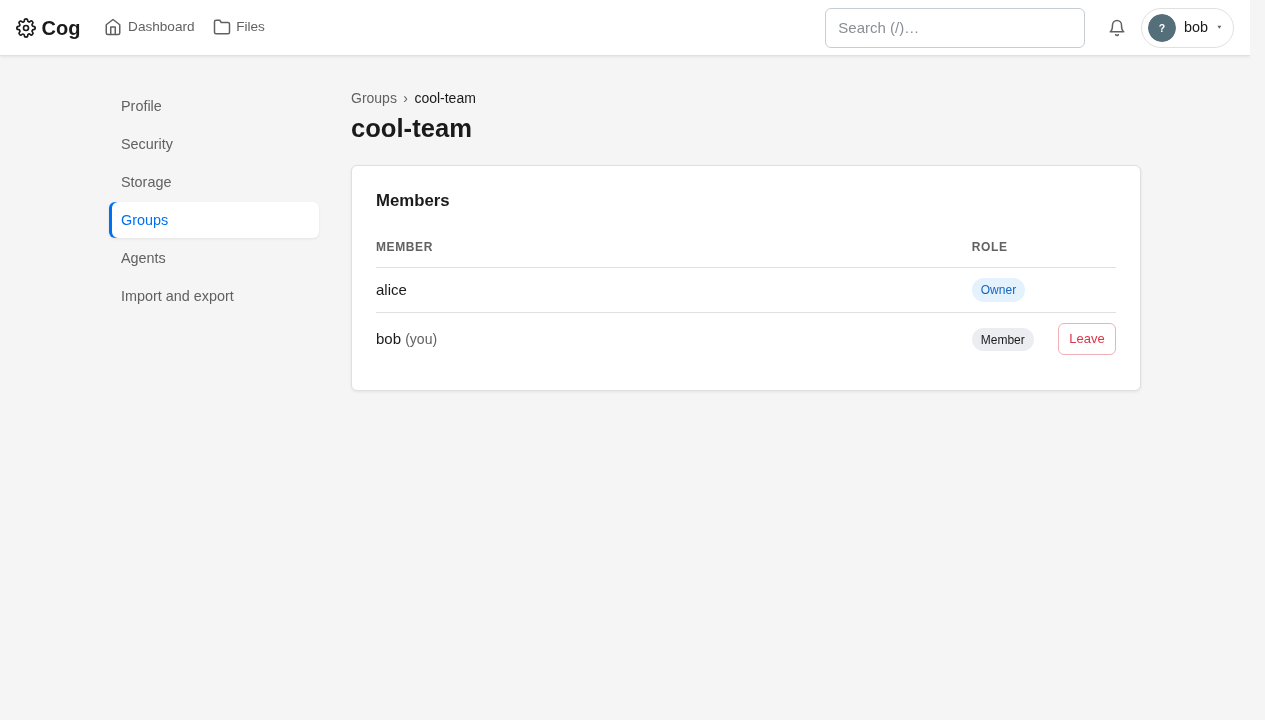 Cog Dashboard Files Search (/)… ? bob
Profile
Security
Storage
Groups
Agents
Import and export
Groups › cool-team
cool-team
Members
MEMBER ROLE
alice Owner
bob (you) Member Leave